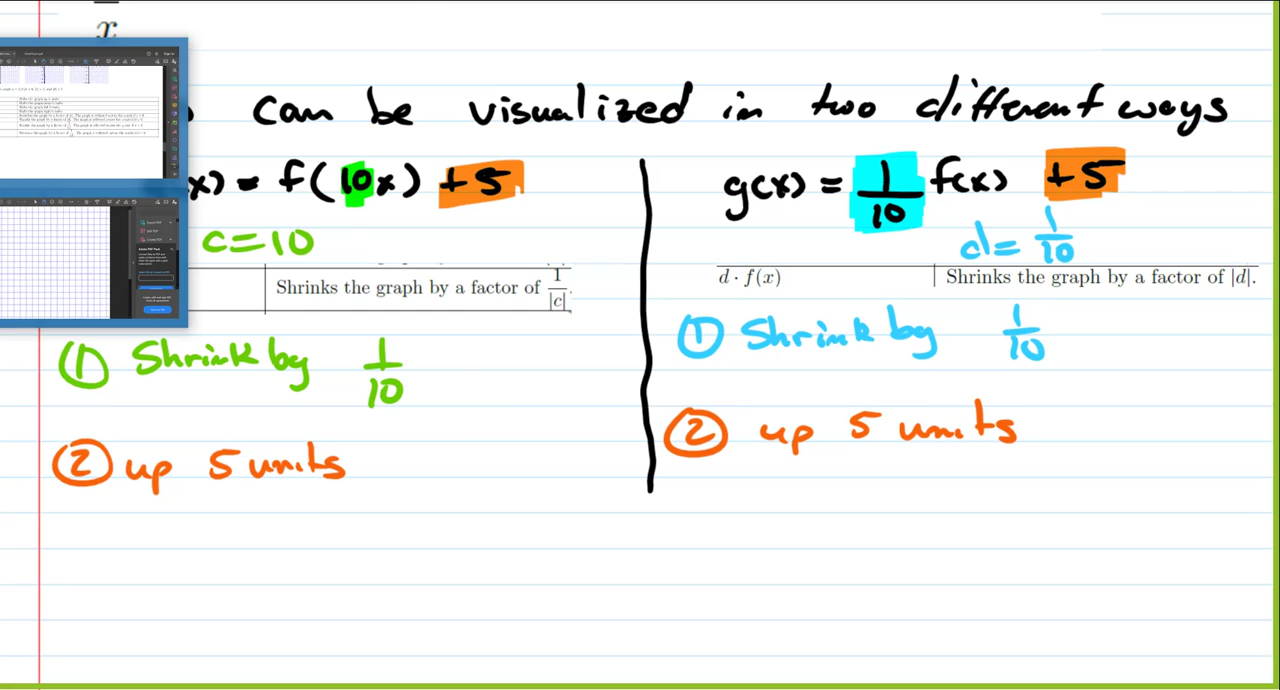 x
can be visualized in two different ways
x) = f(10x) +5
c=10
Shrinks the graph by a factor of 1/|c|.
① Shrink by 1/10
② up 5 units
g(x) = 1/10 f(x) +5
d= 1/10
d · f(x) Shrinks the graph by a factor of |d|.
① Shrink by 1/10
② up 5 units